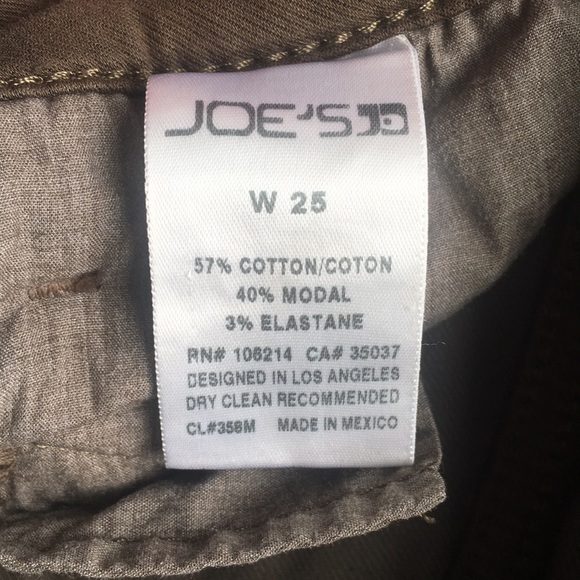 JOE'S JD
W 25
57% COTTON/COTON
40% MODAL
3% ELASTANE
RN# 106214 CA# 35037
DESIGNED IN LOS ANGELES
DRY CLEAN RECOMMENDED
CL#358M MADE IN MEXICO